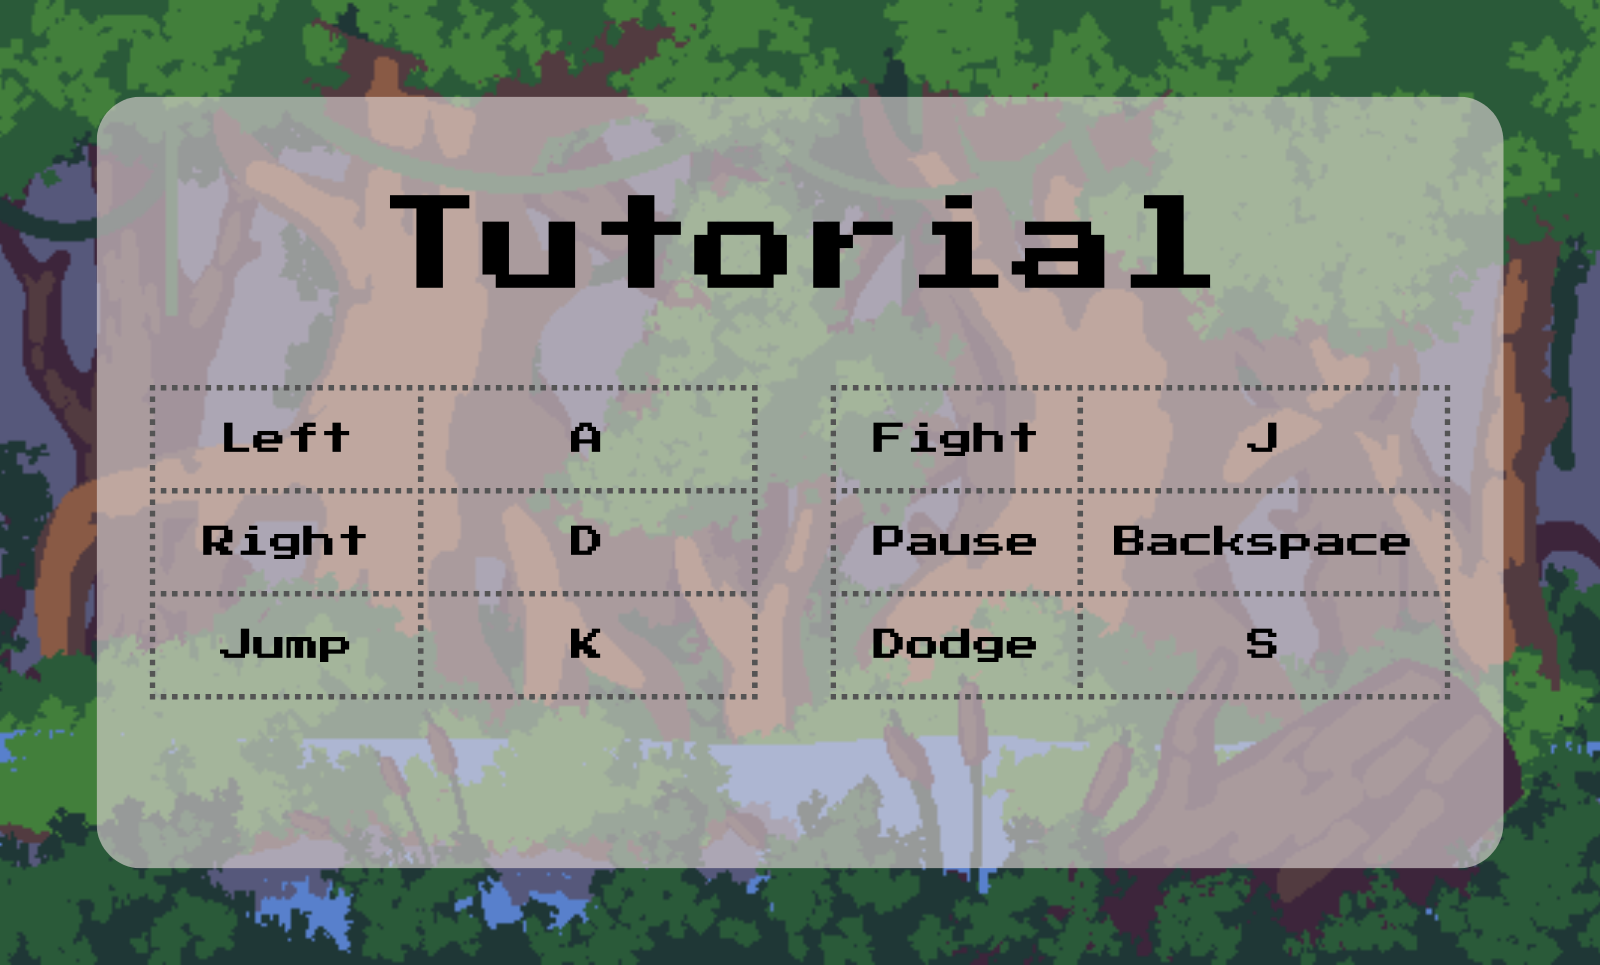 Tutorial
Left A
Right D
Jump K
Fight J
Pause Backspace
Dodge S